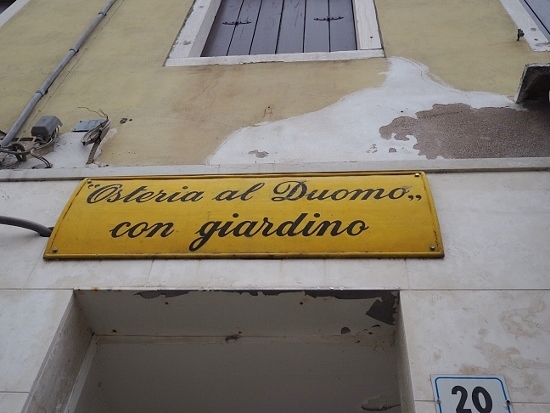 "Osteria al Duomo„
con giardino
20